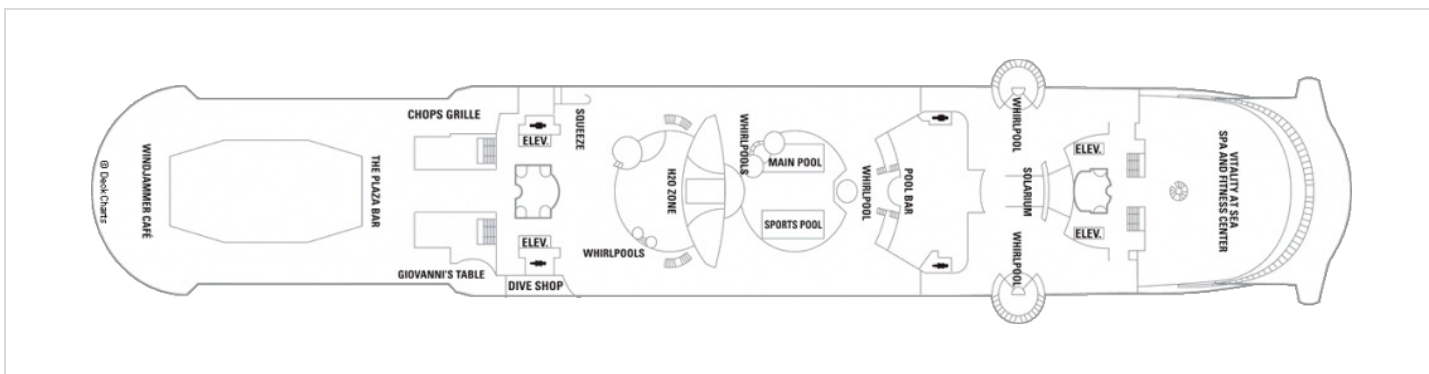 @ DeckCharts
WINDJAMMER CAFÉ
THE PLAZA BAR
CHOPS GRILLE
GIOVANNI'S TABLE
ELEV.
ELEV.
DIVE SHOP
SQUEEZE
WHIRLPOOLS
H2O ZONE
WHIRLPOOLS
MAIN POOL
SPORTS POOL
WHIRLPOOL
POOL BAR
WHIRLPOOL
SOLARIUM
WHIRLPOOL
ELEV.
ELEV.
VITALITY AT SEA
SPA AND FITNESS CENTER